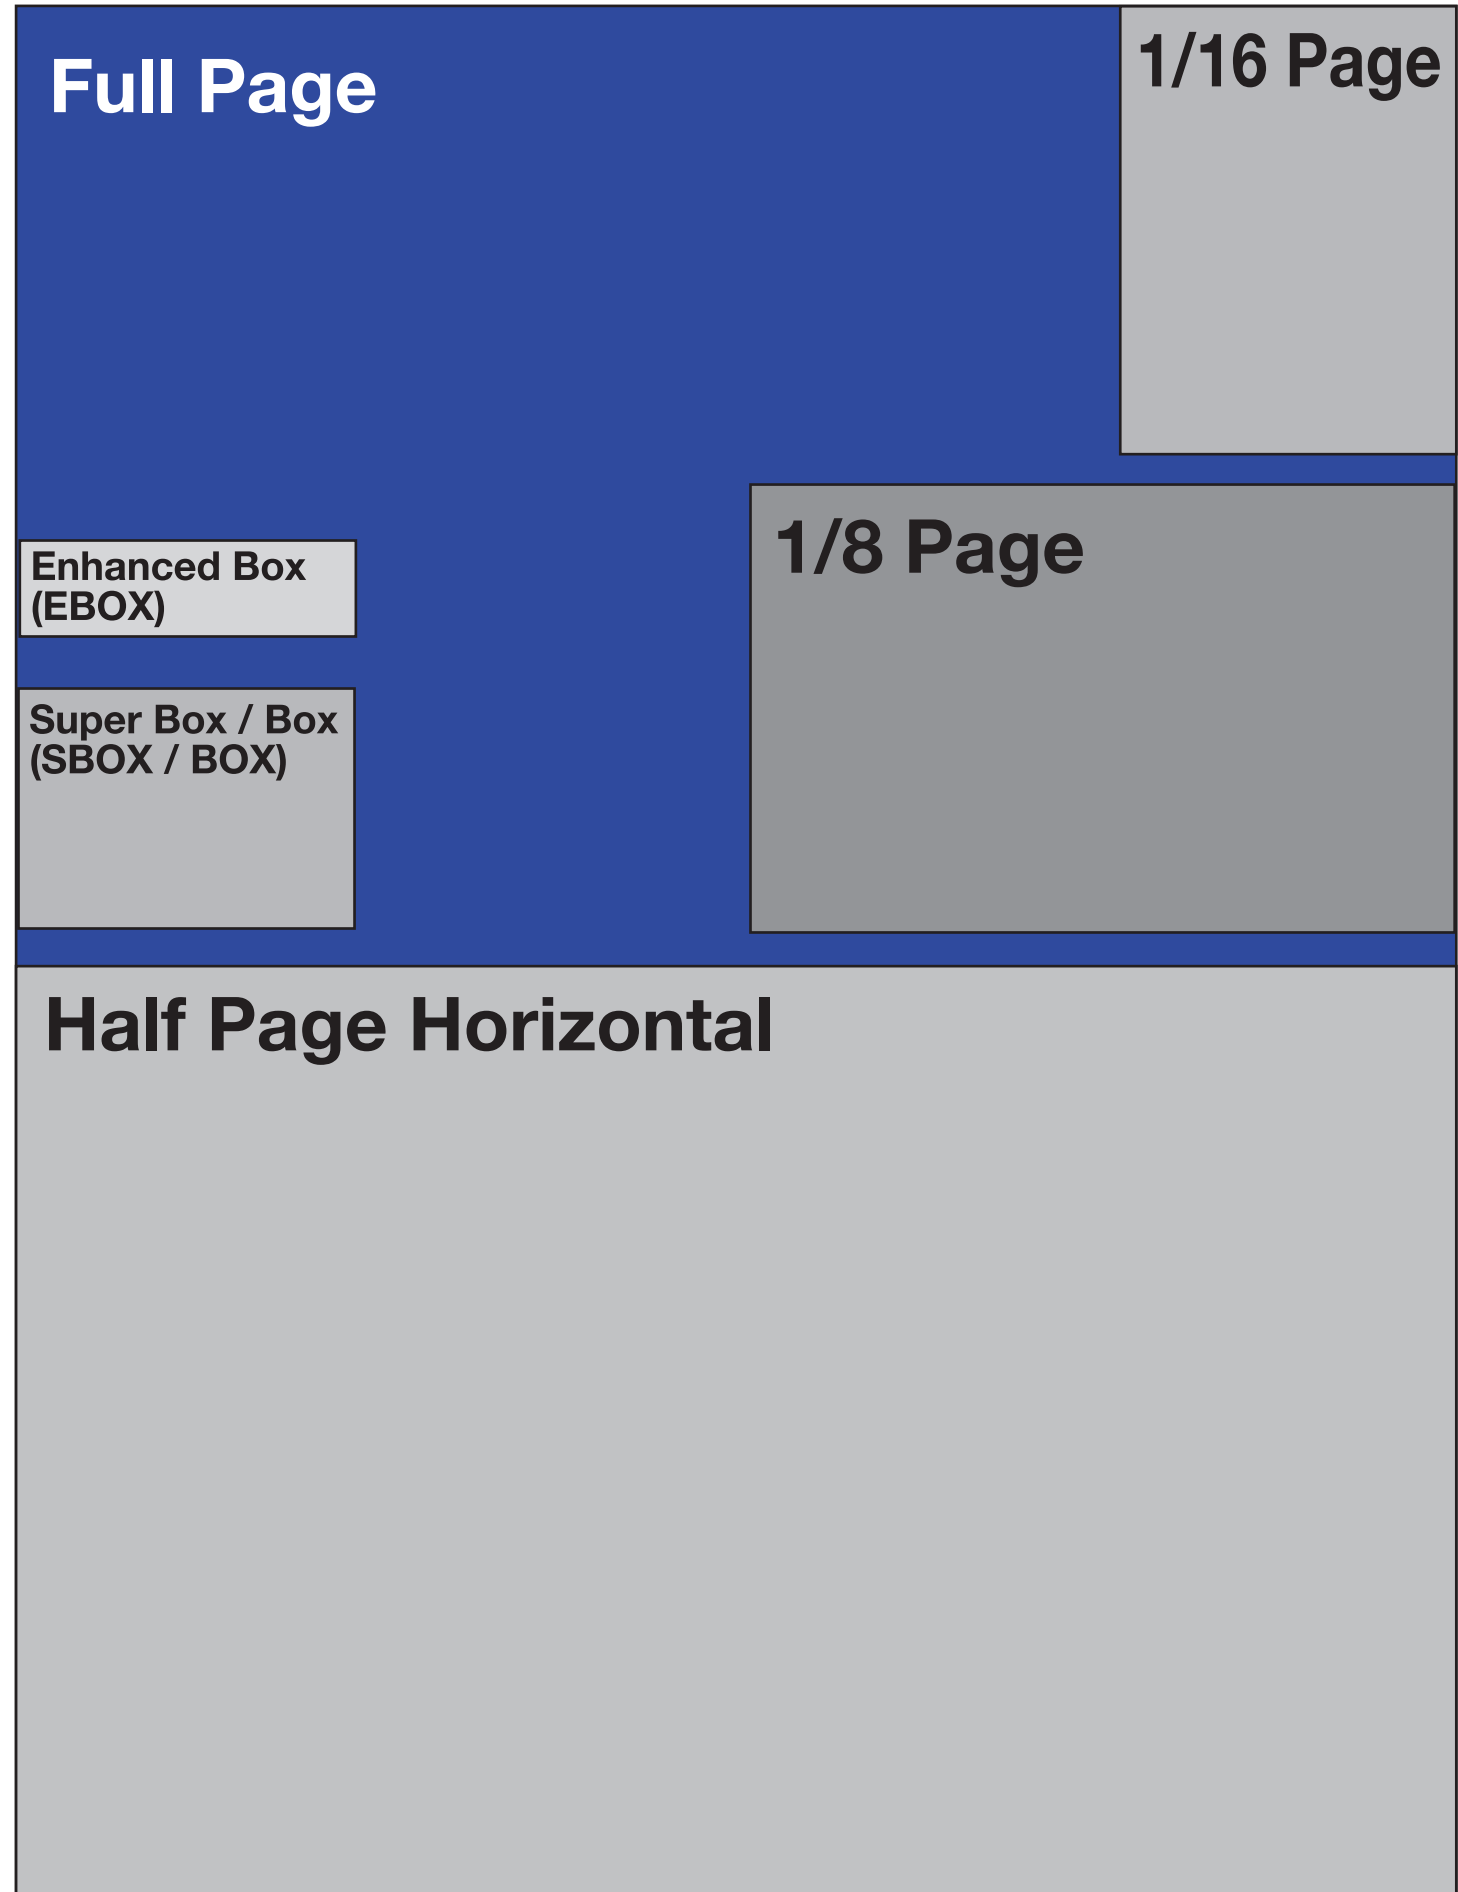 Full Page
1/16 Page
1/8 Page
Enhanced Box
(EBOX)
Super Box / Box
(SBOX / BOX)
Half Page Horizontal